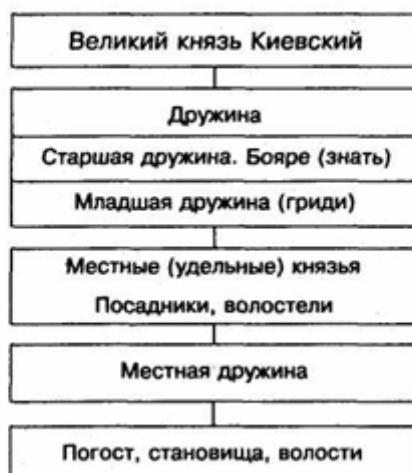 Великий князь Киевский
Дружина
Старшая дружина. Бояре (знать)
Младшая дружина (гриди)
Местные (удельные) князья
Посадники, волостели
Местная дружина
Погост, становища, волости